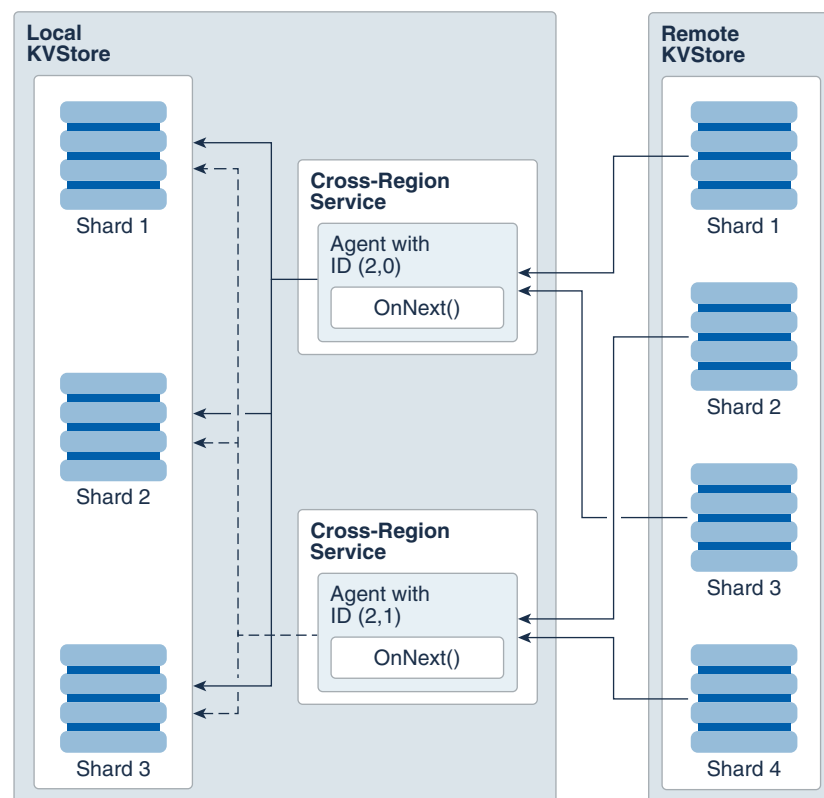 Local
KVStore
Shard 1
Shard 2
Shard 3
Cross-Region
Service
Agent with
ID (2,0)
OnNext()
Cross-Region
Service
Agent with
ID (2,1)
OnNext()
Remote
KVStore
Shard 1
Shard 2
Shard 3
Shard 4